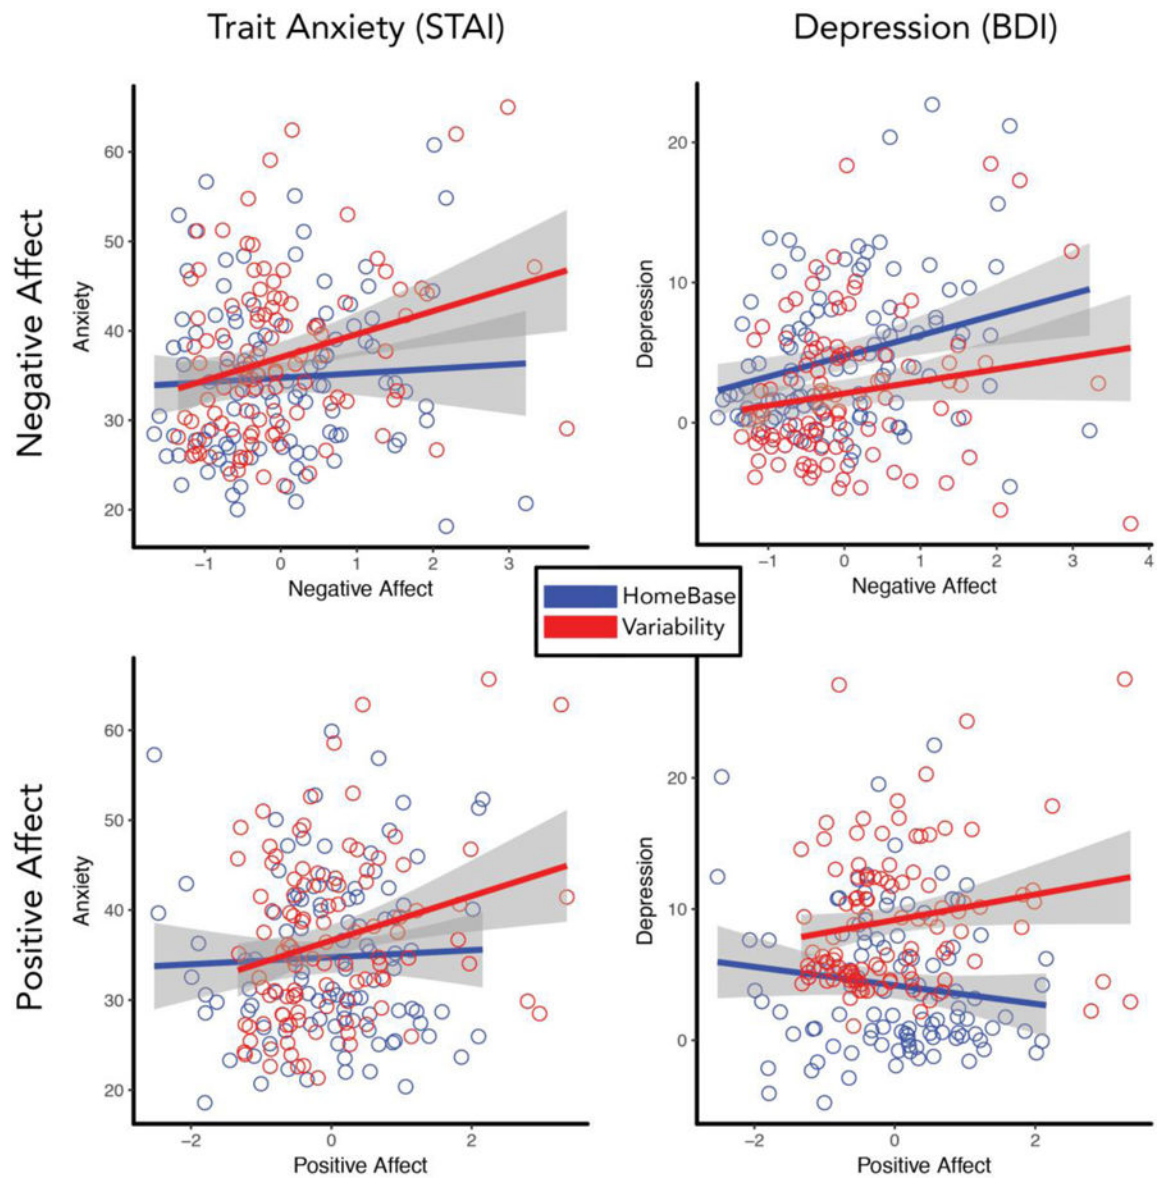 Trait Anxiety (STAI)
Depression (BDI)
Negative Affect
Anxiety
60
50
40
30
20
−1
0
1
2
3
Negative Affect
Depression
20
10
0
−1
0
1
2
3
4
Negative Affect
HomeBase
Variability
Positive Affect
Anxiety
60
50
40
30
20
−2
0
2
Positive Affect
Depression
20
10
0
−2
0
2
Positive Affect